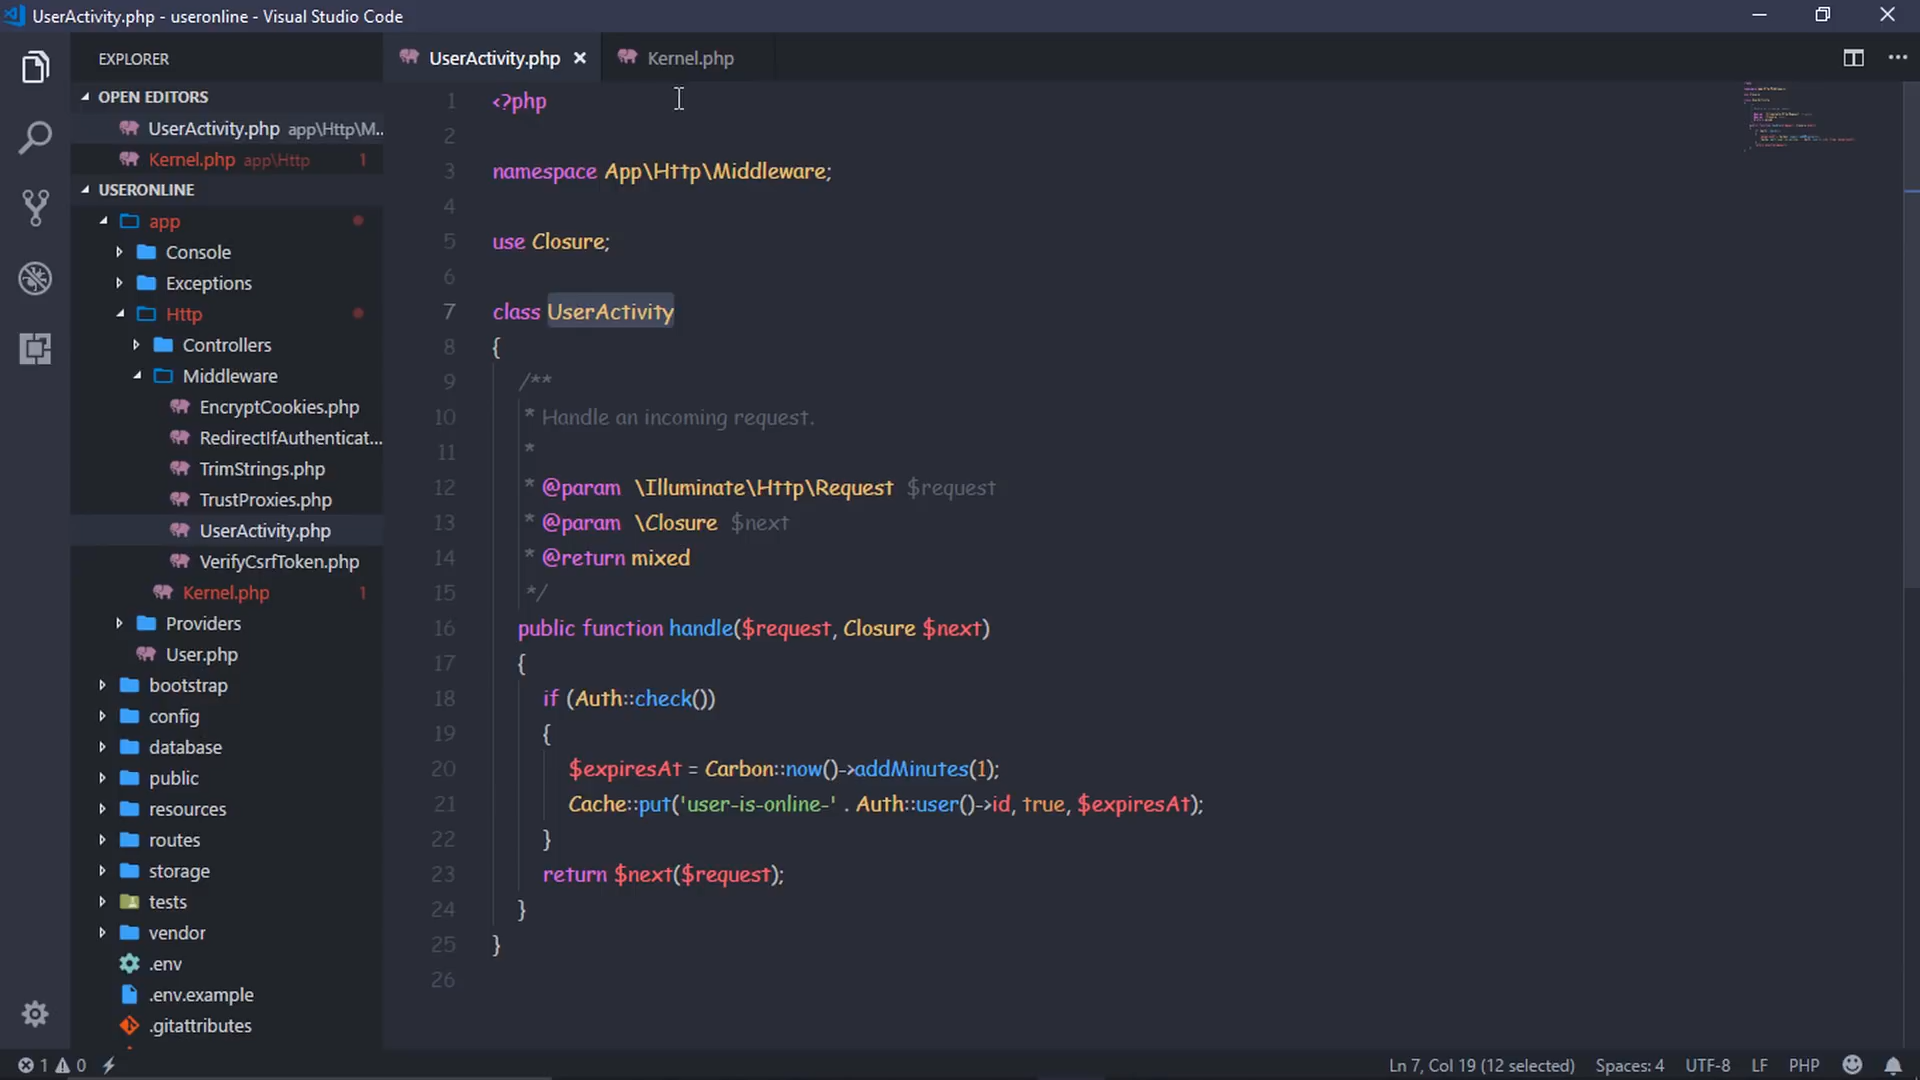 UserActivity.php - useronline - Visual Studio Code
EXPLORER
OPEN EDITORS
UserActivity.php app\Http\M...
Kernel.php app\Http 1
USERONLINE
app
Console
Exceptions
Http
Controllers
Middleware
EncryptCookies.php
RedirectIfAuthenticat...
TrimStrings.php
TrustProxies.php
UserActivity.php
VerifyCsrfToken.php
Kernel.php 1
Providers
User.php
bootstrap
config
database
public
resources
routes
storage
tests
vendor
.env
.env.example
.gitattributes
UserActivity.php
Kernel.php
1 <?php
2
3 namespace App\Http\Middleware;
4
5 use Closure;
6
7 class UserActivity
8 {
9 /**
10 * Handle an incoming request.
11 *
12 * @param \Illuminate\Http\Request $request
13 * @param \Closure $next
14 * @return mixed
15 */
16 public function handle($request, Closure $next)
17 {
18 if (Auth::check())
19 {
20 $expiresAt = Carbon::now()->addMinutes(1);
21 Cache::put('user-is-online-' . Auth::user()->id, true, $expiresAt);
22 }
23 return $next($request);
24 }
25 }
26
1 0
Ln 7, Col 19 (12 selected) Spaces: 4 UTF-8 LF PHP